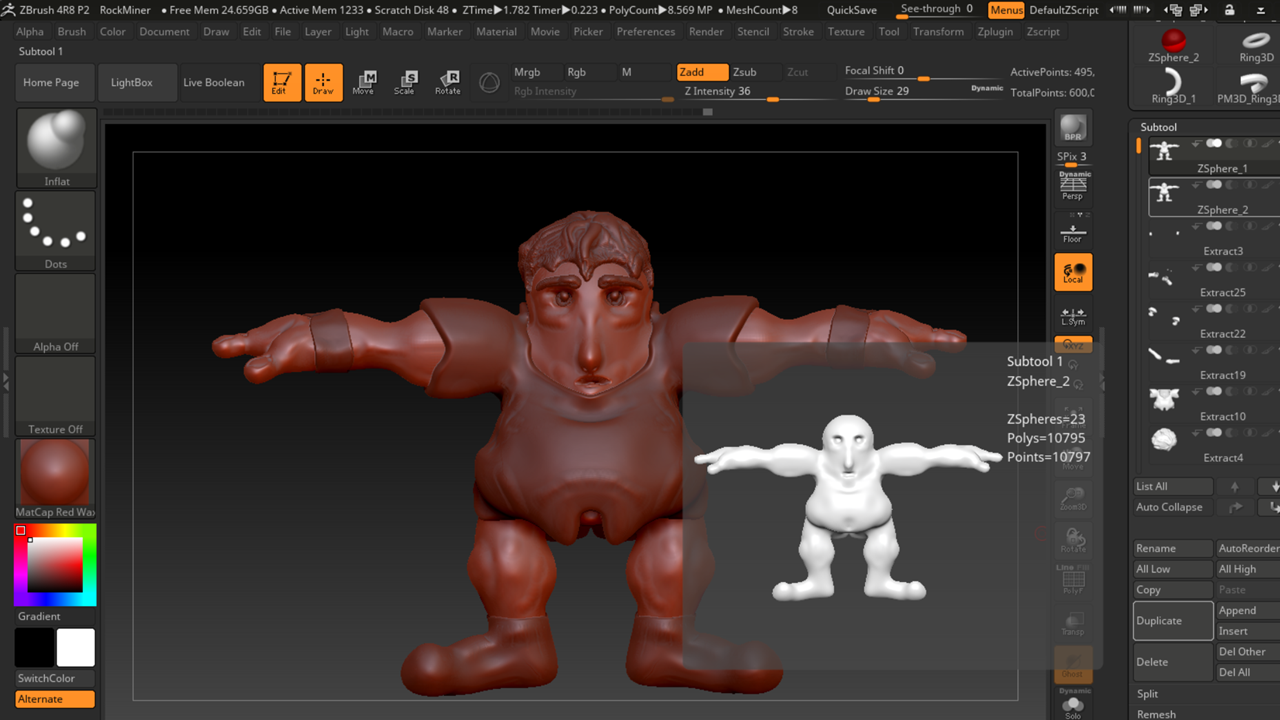 ZBrush 4R8 P2 RockMiner • Free Mem 24.659GB • Active Mem 1233 • Scratch Disk 48 • ZTime▶1.782 Timer▶0.223 • PolyCount▶8.569 MP • MeshCount▶8 QuickSave See-through 0 Menus DefaultZScript
Alpha Brush Color Document Draw Edit File Layer Light Macro Marker Material Movie Picker Preferences Render Stencil Stroke Texture Tool Transform Zplugin Zscript
Subtool 1
Home Page LightBox Live Boolean Edit Draw Move Scale Rotate
Mrgb Rgb M Zadd Zsub Zcut Focal Shift 0 ActivePoints: 495,
Rgb Intensity Z Intensity 36 Draw Size 29 Dynamic TotalPoints: 600,
ZSphere_2 Ring3D
Ring3D_1 PM3D_Ring3D
Inflat
Dots
Alpha Off
Texture Off
MatCap Red Wax
Gradient
SwitchColor
Alternate
BPR
SPix 3
Dynamic
Persp
Floor
Local
L.Sym
XYZ
Move
Zoom3D
Rotate
Line Fill
PolyF
Transp
Ghost
Dynamic
Solo
Subtool 1
ZSphere_2
ZSpheres=23
Polys=10795
Points=10797
Subtool
ZSphere_1
ZSphere_2
Extract3
Extract25
Extract22
Extract19
Extract10
Extract4
List All
Auto Collapse
Rename AutoReorder
All Low All High
Copy Paste
Duplicate Append
Insert
Delete Del Other
Del All
Split
Remesh